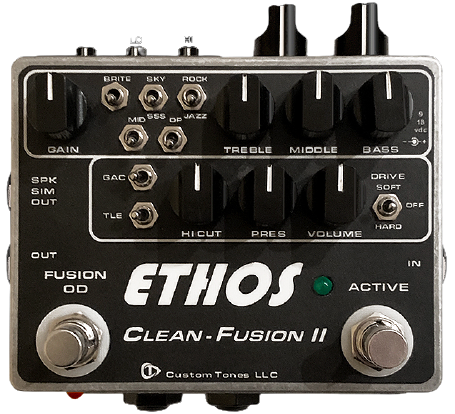 BRITE SKY ROCK
MID SSS DP JAZZ
GAIN TREBLE MIDDLE BASS
9
18
vdc
- +
SPK
SIM
OUT
GAC
TLE
HI CUT PRES VOLUME
DRIVE
SOFT
OFF
HARD
OUT IN
FUSION
OD
ETHOS
ACTIVE
CLEAN-FUSION II
Custom Tones LLC